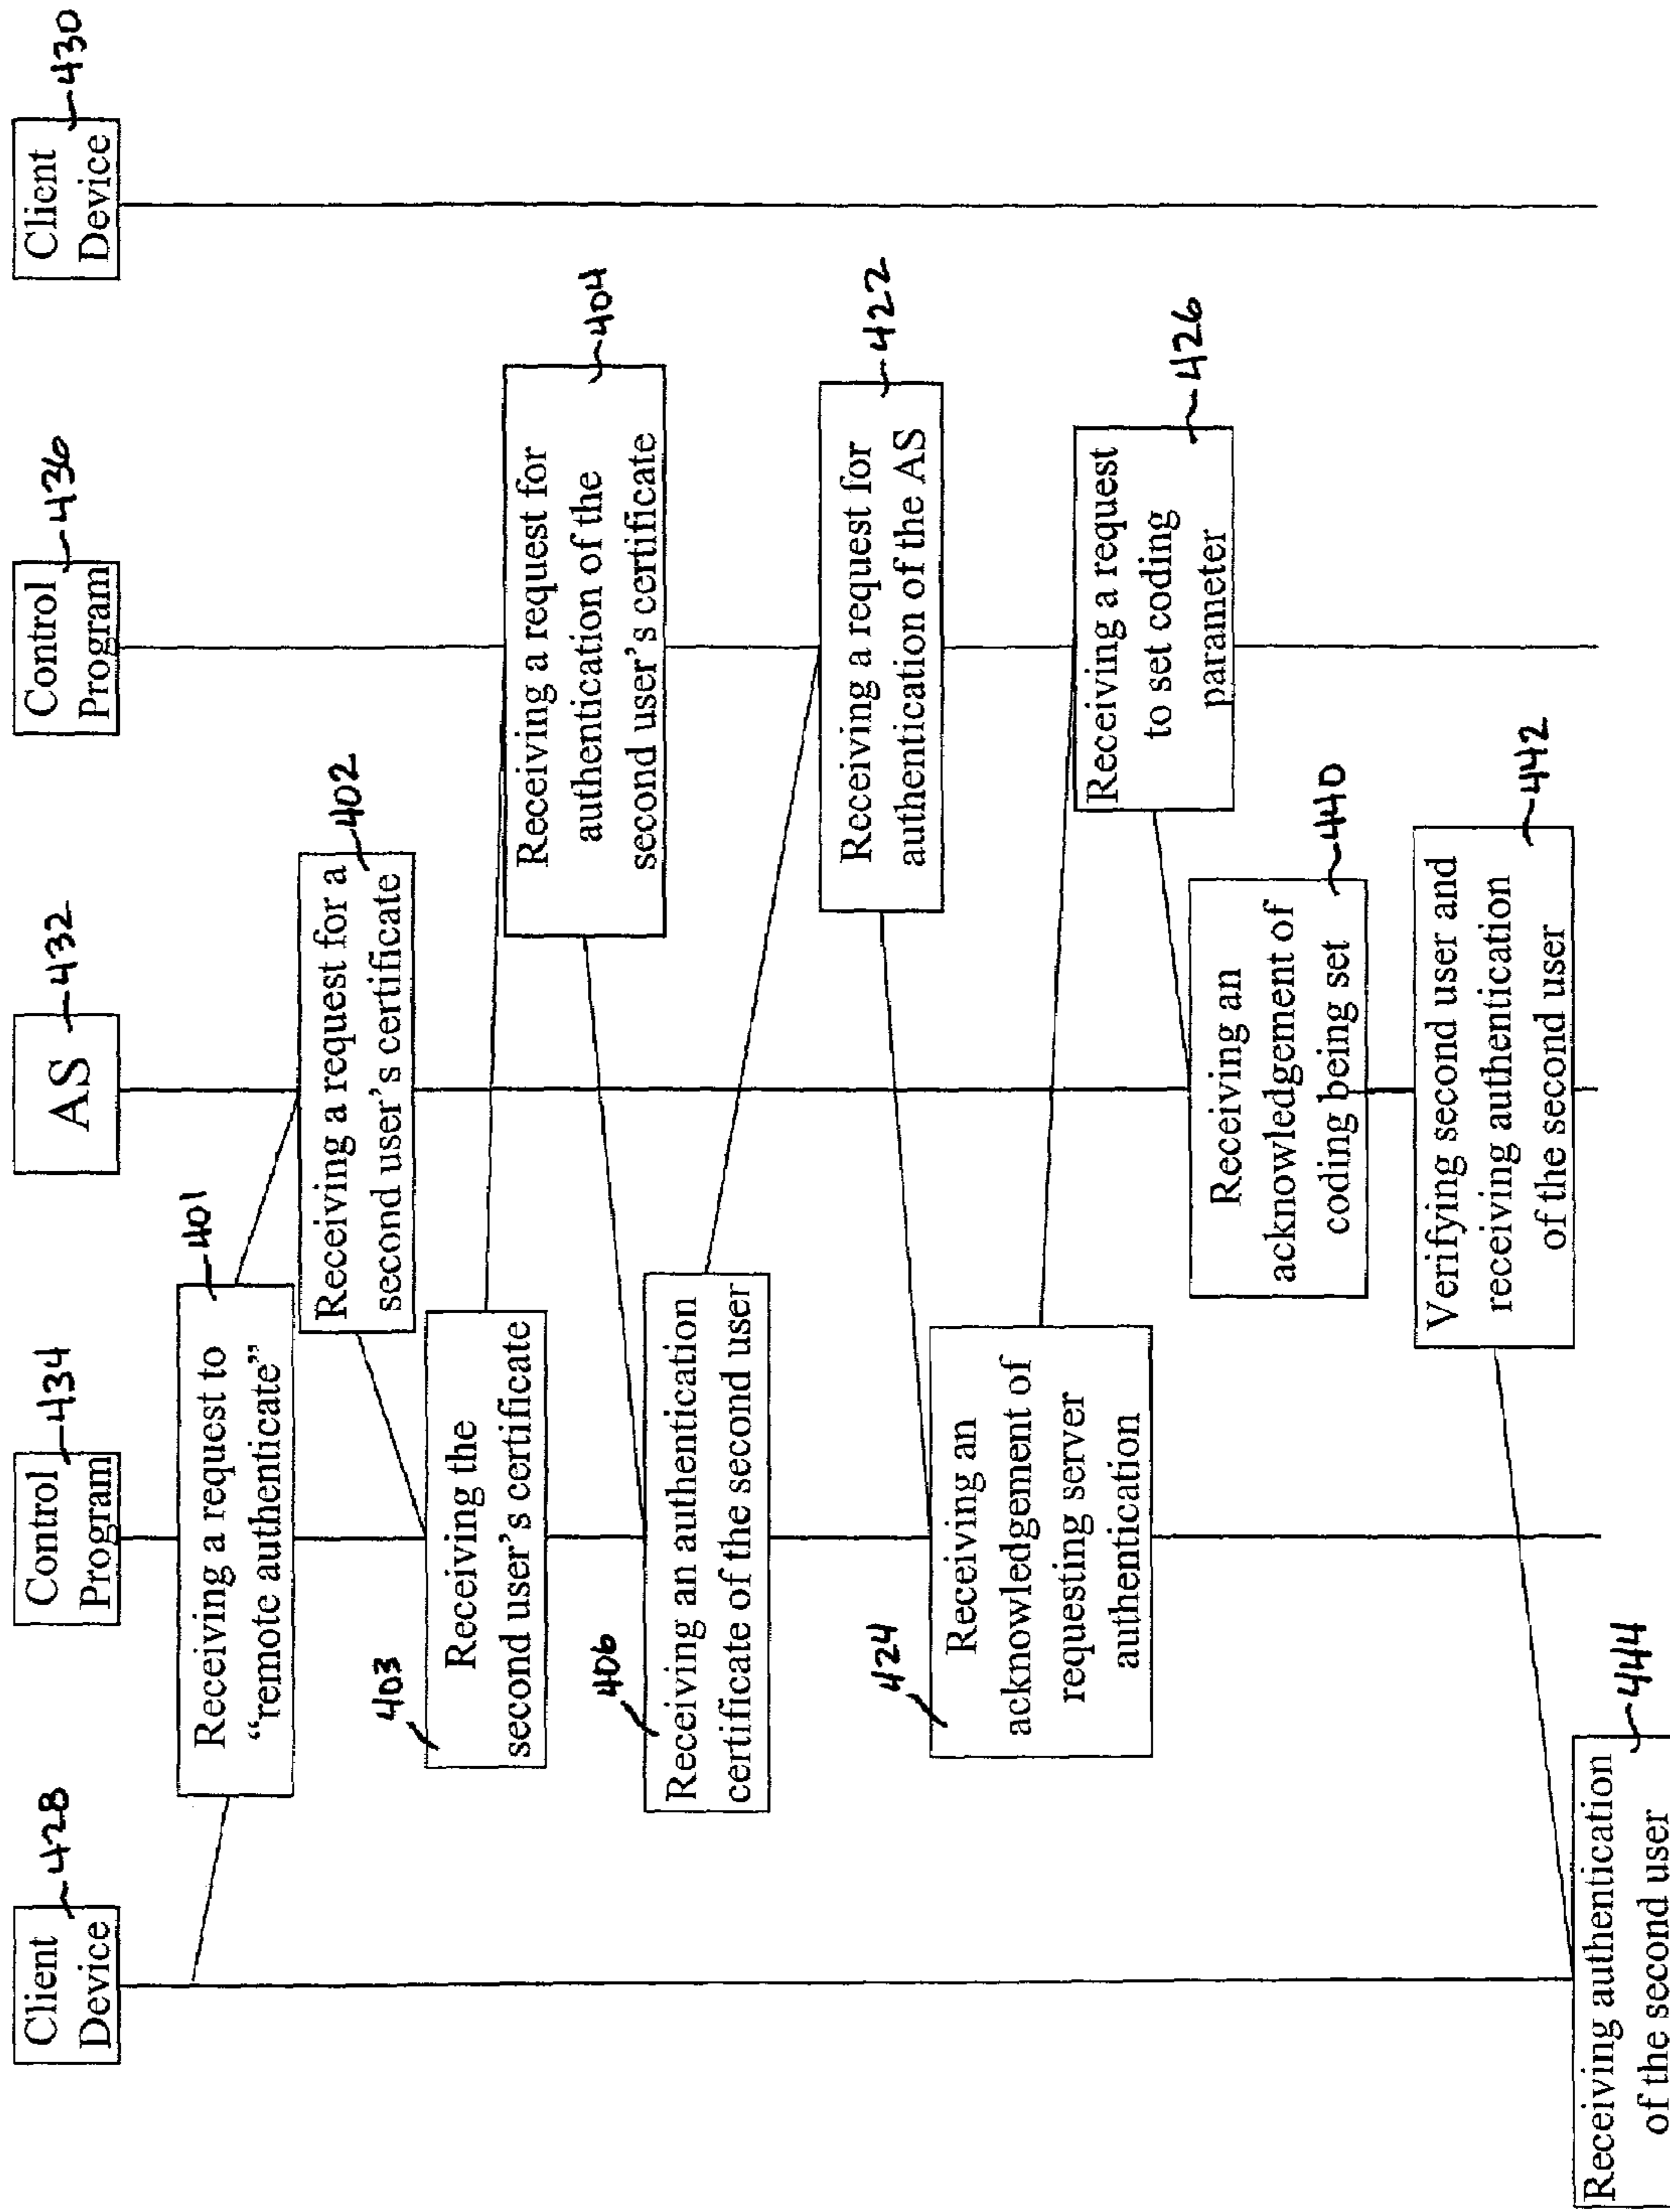 Client
Device
428
Control
Program
434
AS
432
Control
Program
436
Client
Device
430
Receiving a request to
“remote authenticate”
401
Receiving a request for a
second user's certificate
402
403
Receiving the
second user's certificate
Receiving a request for
authentication of the
second user's certificate
404
406
Receiving an authentication
certificate of the second user
Receiving a request for
authentication of the AS
422
424
Receiving an
acknowledgement of
requesting server
authentication
Receiving a request
to set coding
parameter
426
Receiving an
acknowledgement of
coding being set
440
Verifying second user and
receiving authentication
of the second user
442
Receiving authentication
of the second user
444